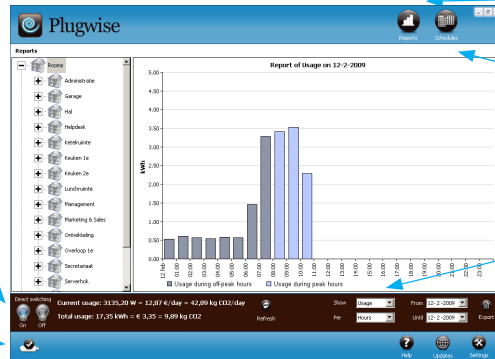 Plugwise
Reports
Schedules
Reports
Rooms
Administratie
Garage
Hal
Helpdesk
Ketelruimte
Keuken 1e
Keuken 2e
Lunchruimte
Management
Marketing & Sales
Ontwikkeling
Overloop 1e
Secretariaat
Serverhok
Report of Usage on 12-2-2009
kWh
5.00
4.50
4.00
3.50
3.00
2.50
2.00
1.50
1.00
0.50
0.00
12 feb
01:00
02:00
03:00
04:00
05:00
06:00
07:00
08:00
09:00
10:00
11:00
12:00
13:00
14:00
15:00
16:00
17:00
18:00
19:00
20:00
21:00
22:00
23:00
Usage during off-peak hours
Usage during peak hours
Direct switching
On
Off
Current usage: 3135,20 W = 12,87 €/day = 42,89 kg CO2/day
Total usage: 17,35 kWh = € 3,35 = 9,89 kg CO2
Refresh
Show
Usage
From
12- 2 -2009
Per
Hours
Until
12- 2 -2009
Export
Help
Updates
Settings